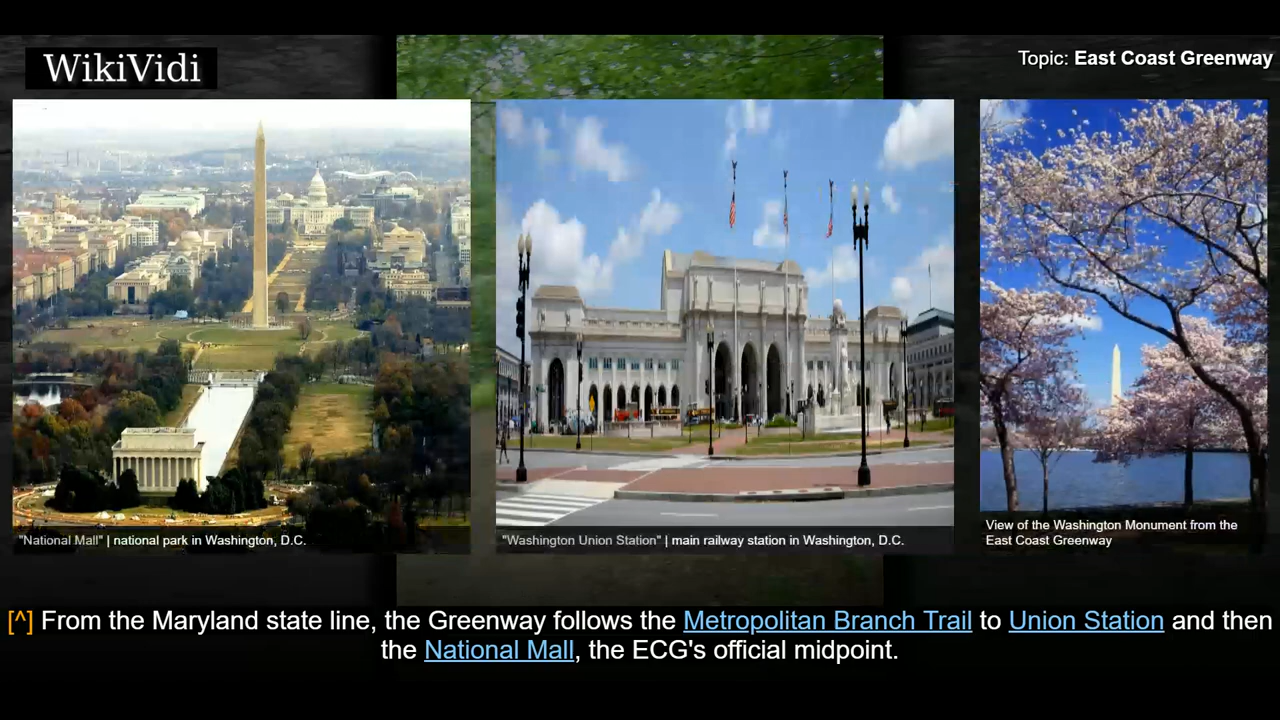 WikiVidi
Topic: East Coast Greenway
"National Mall" | national park in Washington, D.C.
"Washington Union Station" | main railway station in Washington, D.C.
View of the Washington Monument from the
East Coast Greenway
[^] From the Maryland state line, the Greenway follows the Metropolitan Branch Trail to Union Station and then
the National Mall, the ECG's official midpoint.